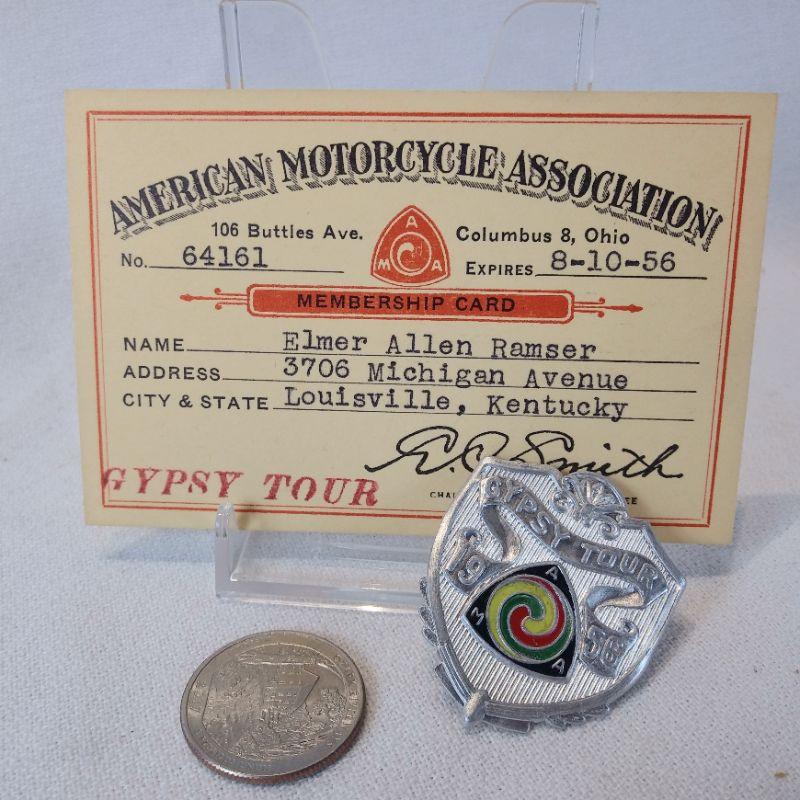 AMERICAN MOTORCYCLE ASSOCIATION
106 Buttles Ave. Columbus 8, Ohio
A M A
No. 64161 EXPIRES 8-10-56
MEMBERSHIP CARD
NAME Elmer Allen Ramser
ADDRESS 3706 Michigan Avenue
CITY & STATE Louisville, Kentucky
E.C. Smith
GYPSY TOUR
GYPSY TOUR
19 56
A M A